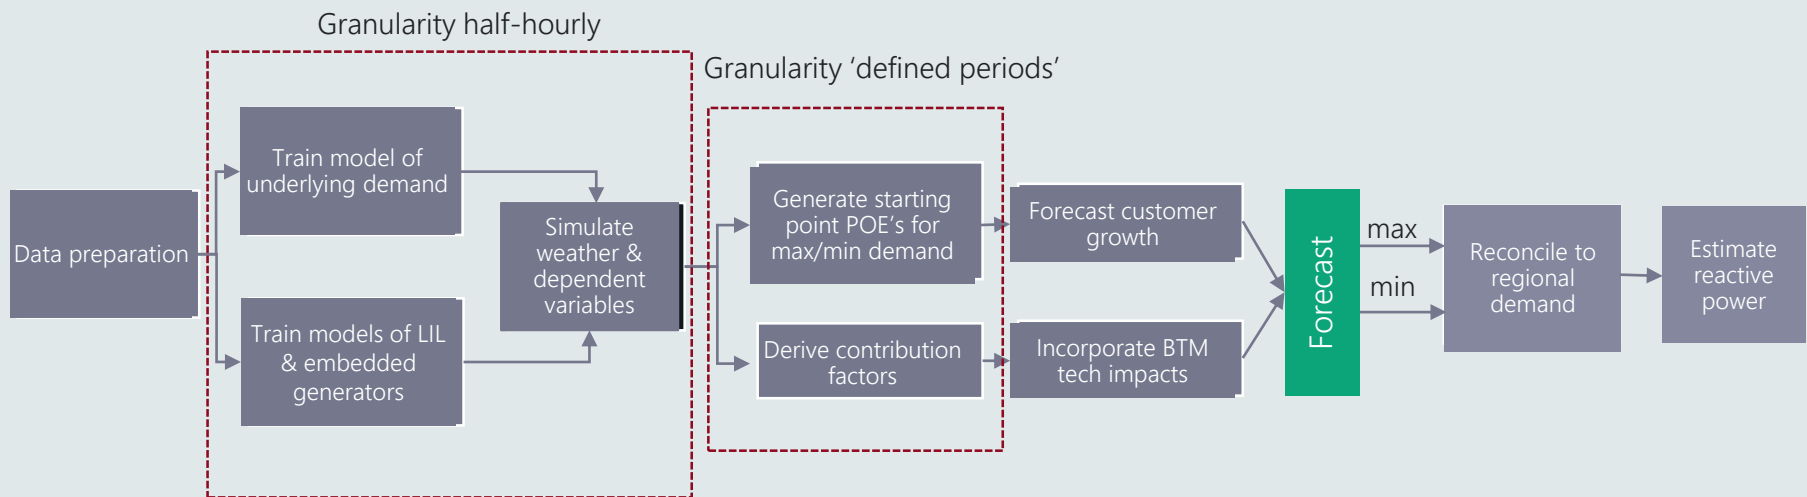 Granularity half-hourly
Granularity ‘defined periods’
Data preparation
Train model of
underlying demand
Train models of LIL
& embedded
generators
Simulate
weather &
dependent
variables
Generate starting
point POE's for
max/min demand
Derive contribution
factors
Forecast customer
growth
Incorporate BTM
tech impacts
Forecast
max
min
Reconcile to
regional
demand
Estimate
reactive
power